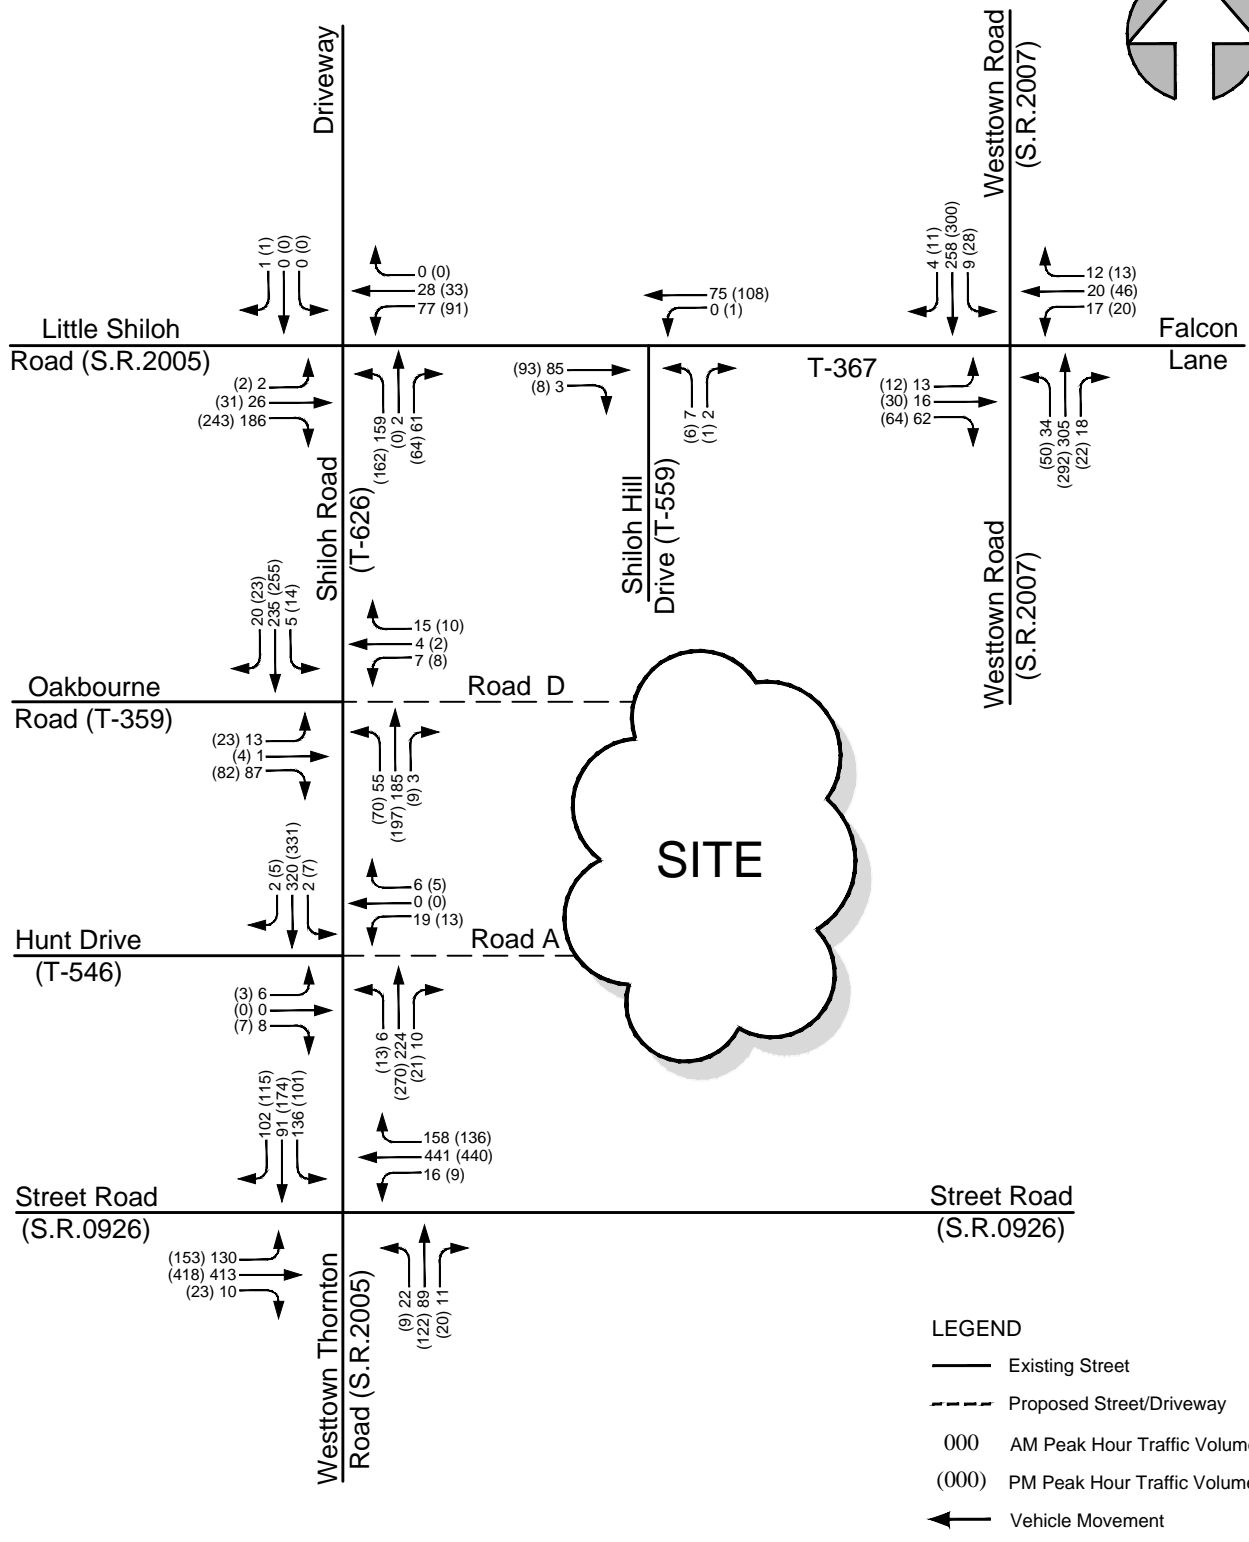 Driveway
Westtown Road
(S.R.2007)
1 (1)
0 (0)
0 (0)
0 (0)
28 (33)
77 (91)
75 (108)
0 (1)
4 (11)
258 (300)
9 (28)
12 (13)
20 (46)
17 (20)
Little Shiloh
Road (S.R.2005)
T-367
Falcon
Lane
(2) 2
(31) 26
(243) 186
(162) 159
(0) 2
(64) 61
(93) 85
(8) 3
(6) 7
(1) 2
(12) 13
(30) 16
(64) 62
(50) 34
(292) 305
(22) 18
Shiloh Road
(T-626)
Shiloh Hill
Drive (T-559)
Westtown Road
(S.R.2007)
20 (23)
235 (255)
5 (14)
15 (10)
4 (2)
7 (8)
Oakbourne
Road (T-359)
Road D
(23) 13
(4) 1
(82) 87
(70) 55
(197) 185
(9) 3
SITE
2 (5)
320 (331)
2 (7)
6 (5)
0 (0)
19 (13)
Hunt Drive
(T-546)
Road A
(3) 6
(0) 0
(7) 8
(13) 6
(270) 224
(21) 10
102 (115)
91 (174)
136 (101)
158 (136)
441 (440)
16 (9)
Street Road
(S.R.0926)
Street Road
(S.R.0926)
(153) 130
(418) 413
(23) 10
(9) 22
(122) 89
(20) 11
Westtown Thornton
Road (S.R.2005)
LEGEND
Existing Street
Proposed Street/Driveway
000 AM Peak Hour Traffic Volume
(000) PM Peak Hour Traffic Volume
Vehicle Movement